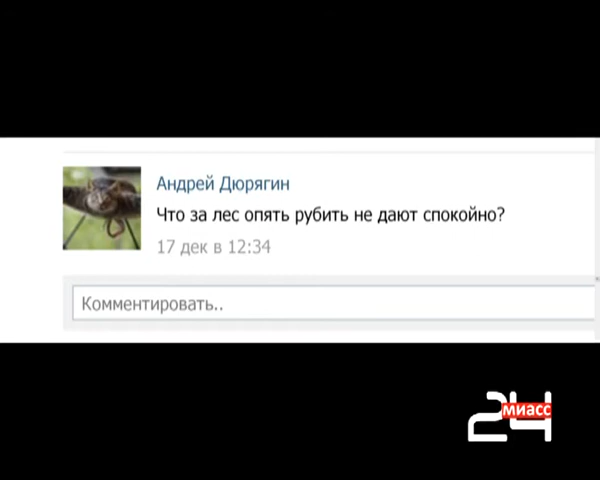 Андрей Дюрягин
Что за лес опять рубить не дают спокойно?
17 дек в 12:34
Комментировать..
24
МИАСС